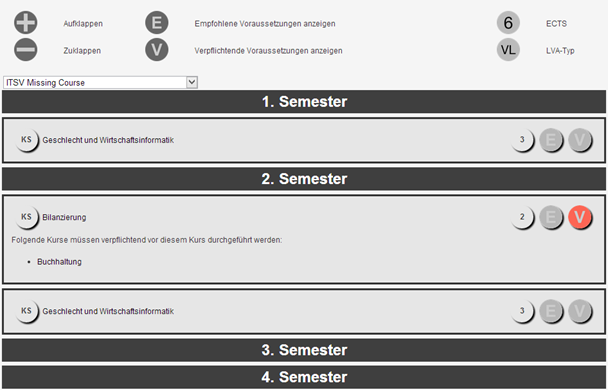 Aufklappen E Empfohlene Voraussetzungen anzeigen 6 ECTS
Zuklappen V Verpflichtende Voraussetzungen anzeigen VL LVA-Typ
ITSV Missing Course
1. Semester
KS Geschlecht und Wirtschaftsinformatik 3 E V
2. Semester
KS Bilanzierung 2 E V
Folgende Kurse müssen verpflichtend vor diesem Kurs durchgeführt werden:
• Buchhaltung
KS Geschlecht und Wirtschaftsinformatik 3 E V
3. Semester
4. Semester